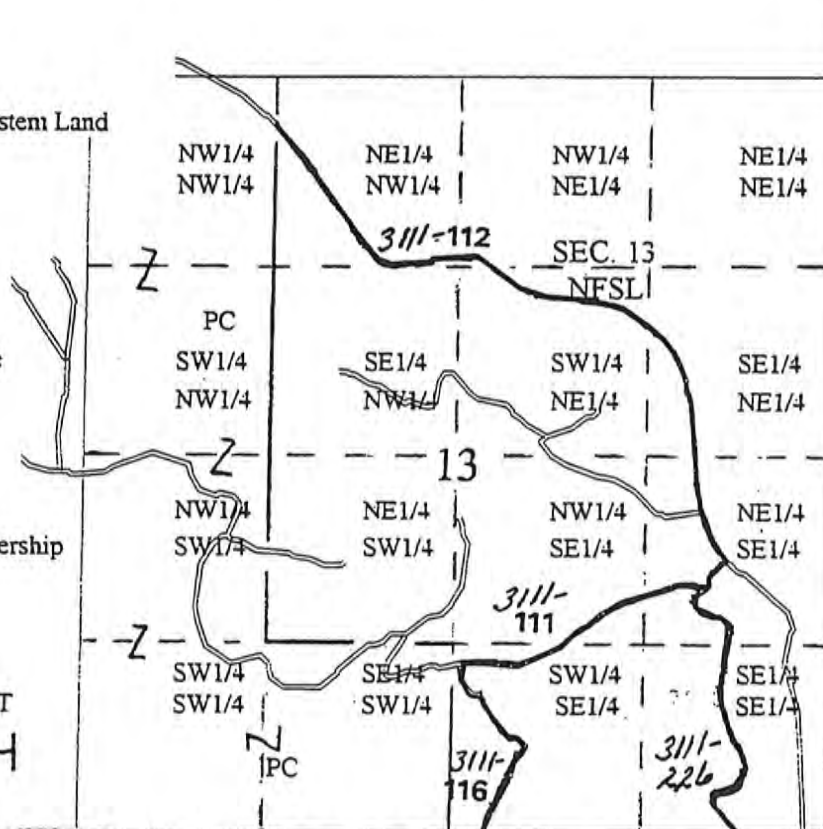 stem Land
NW1/4 NE1/4 NW1/4 NE1/4
NW1/4 NW1/4 NE1/4 NE1/4
3111-112
SEC. 13
NFSL
Z
PC
SW1/4 SE1/4 SW1/4 SE1/4
NW1/4 NW1/4 NE1/4 NE1/4
Z
13
NW1/4 NE1/4 NW1/4 NE1/4
ership SW1/4 SW1/4 SE1/4 SE1/4
3111-
111
Z
SW1/4 SE1/4 SW1/4 SE1/4
T SW1/4 SW1/4 SE1/4 SE1/4
Z
PC
3111-
116
3111-
226